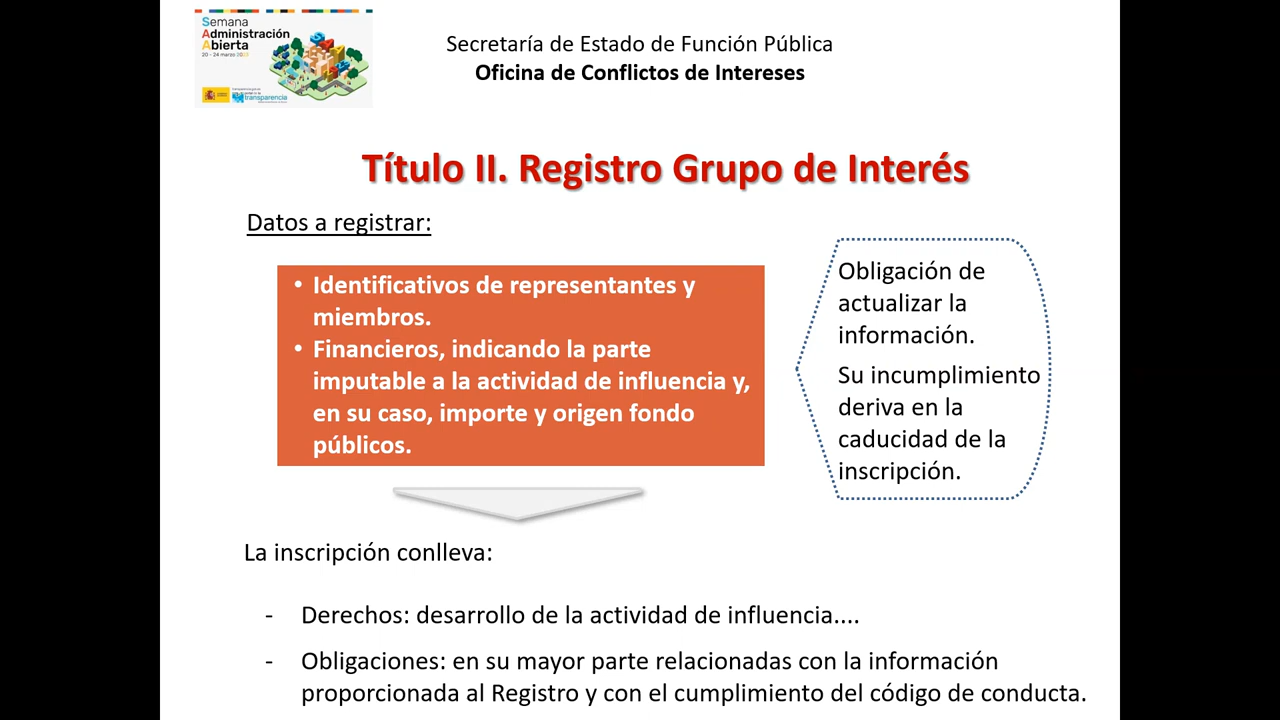 Semana
Administración
Abierta
20 - 24 marzo 2023
transparencia
Secretaría de Estado de Función Pública
Oficina de Conflictos de Intereses
Título II. Registro Grupo de Interés
Datos a registrar:
• Identificativos de representantes y
miembros.
• Financieros, indicando la parte
imputable a la actividad de influencia y,
en su caso, importe y origen fondo
públicos.
Obligación de
actualizar la
información.
Su incumplimiento
deriva en la
caducidad de la
inscripción.
La inscripción conlleva:
- Derechos: desarrollo de la actividad de influencia....
- Obligaciones: en su mayor parte relacionadas con la información
proporcionada al Registro y con el cumplimiento del código de conducta.